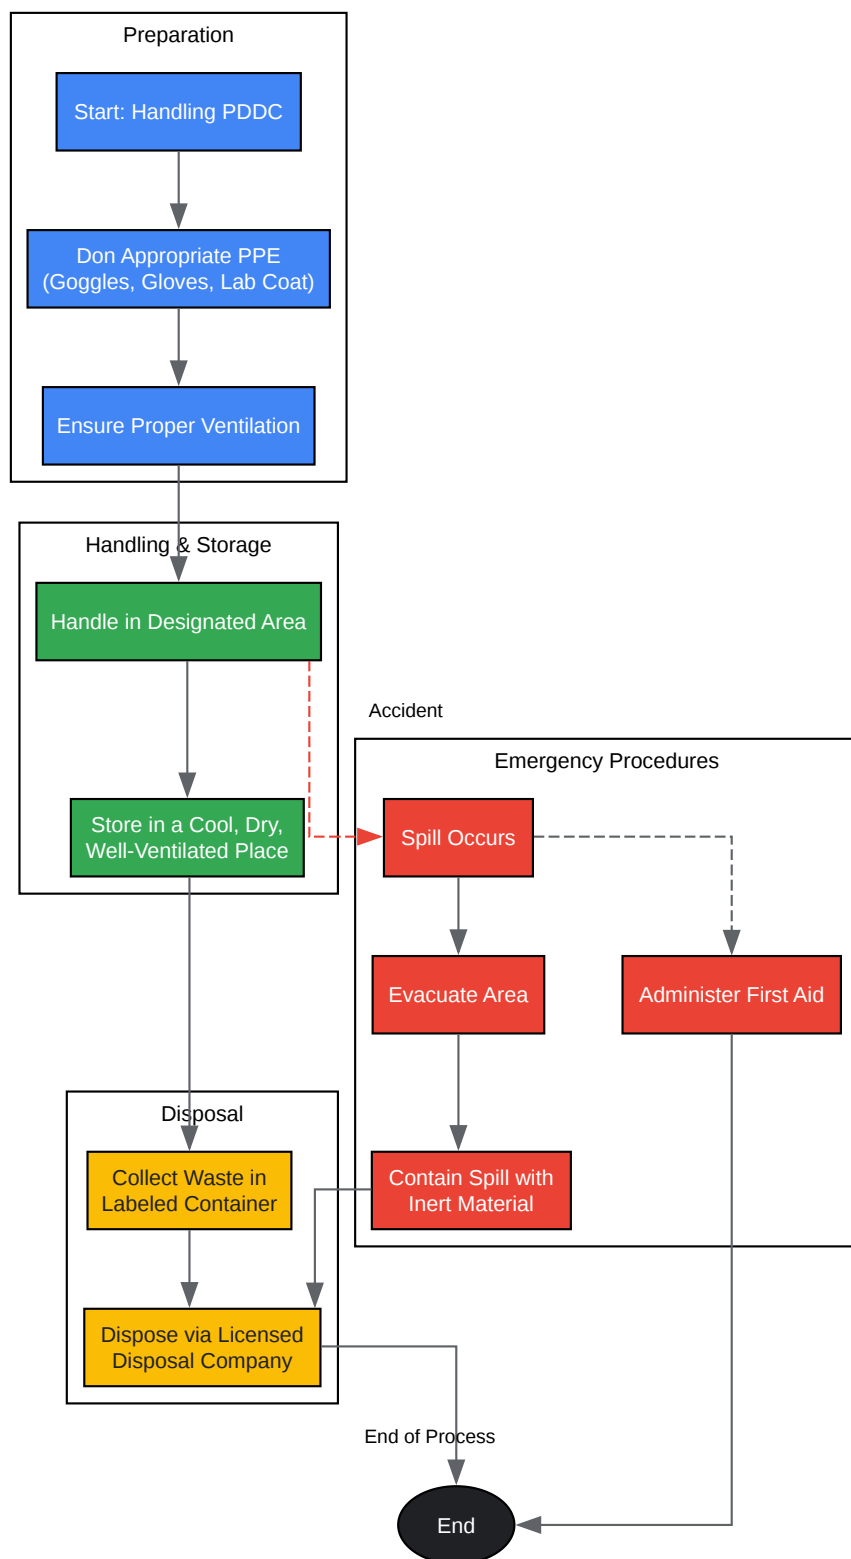 Preparation
Start: Handling PDDC
Don Appropriate PPE
(Goggles, Gloves, Lab Coat)
Ensure Proper Ventilation
Handling & Storage
Handle in Designated Area
Accident
Emergency Procedures
Store in a Cool, Dry,
Well-Ventilated Place
Spill Occurs
Evacuate Area
Administer First Aid
Disposal
Collect Waste in
Labeled Container
Contain Spill with
Inert Material
Dispose via Licensed
Disposal Company
End of Process
End